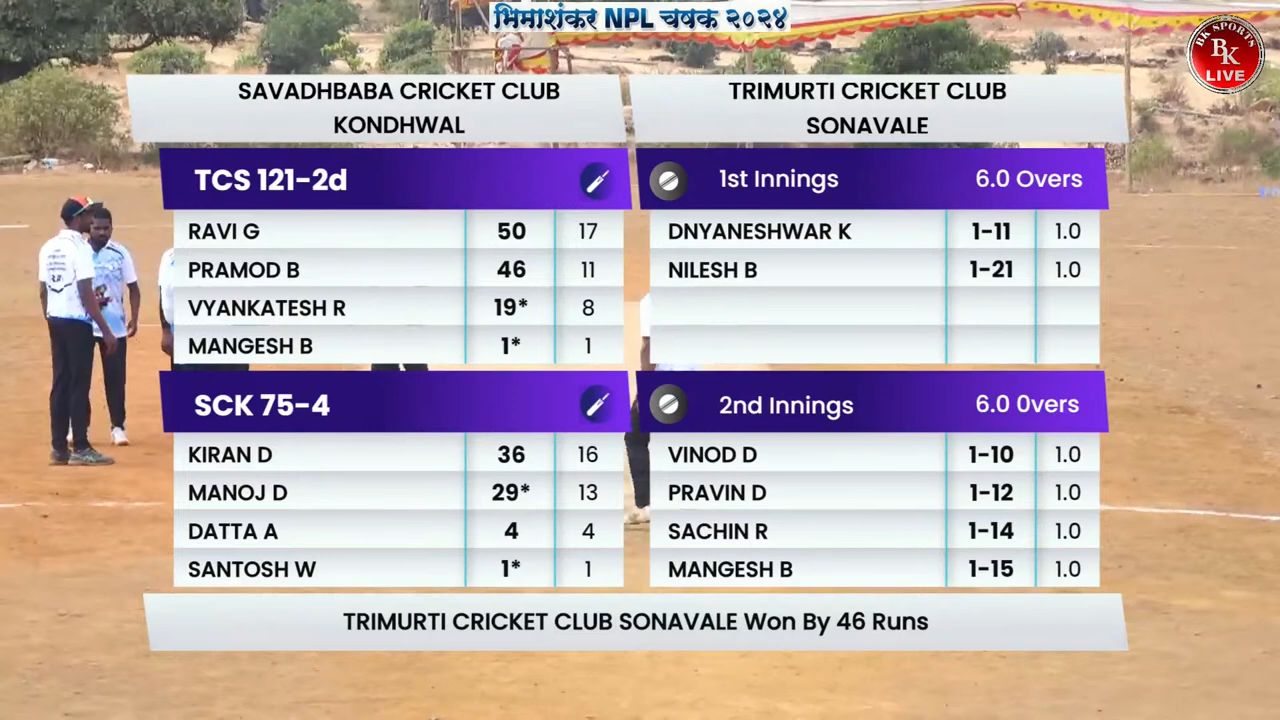 भिमाशंकर NPL चषक २०२४
BK SPORTS
BK
LIVE
SAVADHBABA CRICKET CLUB
KONDHWAL
TRIMURTI CRICKET CLUB
SONAVALE
TCS 121-2d
1st Innings 6.0 Overs
RAVI G 50 17
DNYANESHWAR K 1-11 1.0
PRAMOD B 46 11
NILESH B 1-21 1.0
VYANKATESH R 19* 8
MANGESH B 1* 1
SCK 75-4
2nd Innings 6.0 0vers
KIRAN D 36 16
VINOD D 1-10 1.0
MANOJ D 29* 13
PRAVIN D 1-12 1.0
DATTA A 4 4
SACHIN R 1-14 1.0
SANTOSH W 1* 1
MANGESH B 1-15 1.0
TRIMURTI CRICKET CLUB SONAVALE Won By 46 Runs